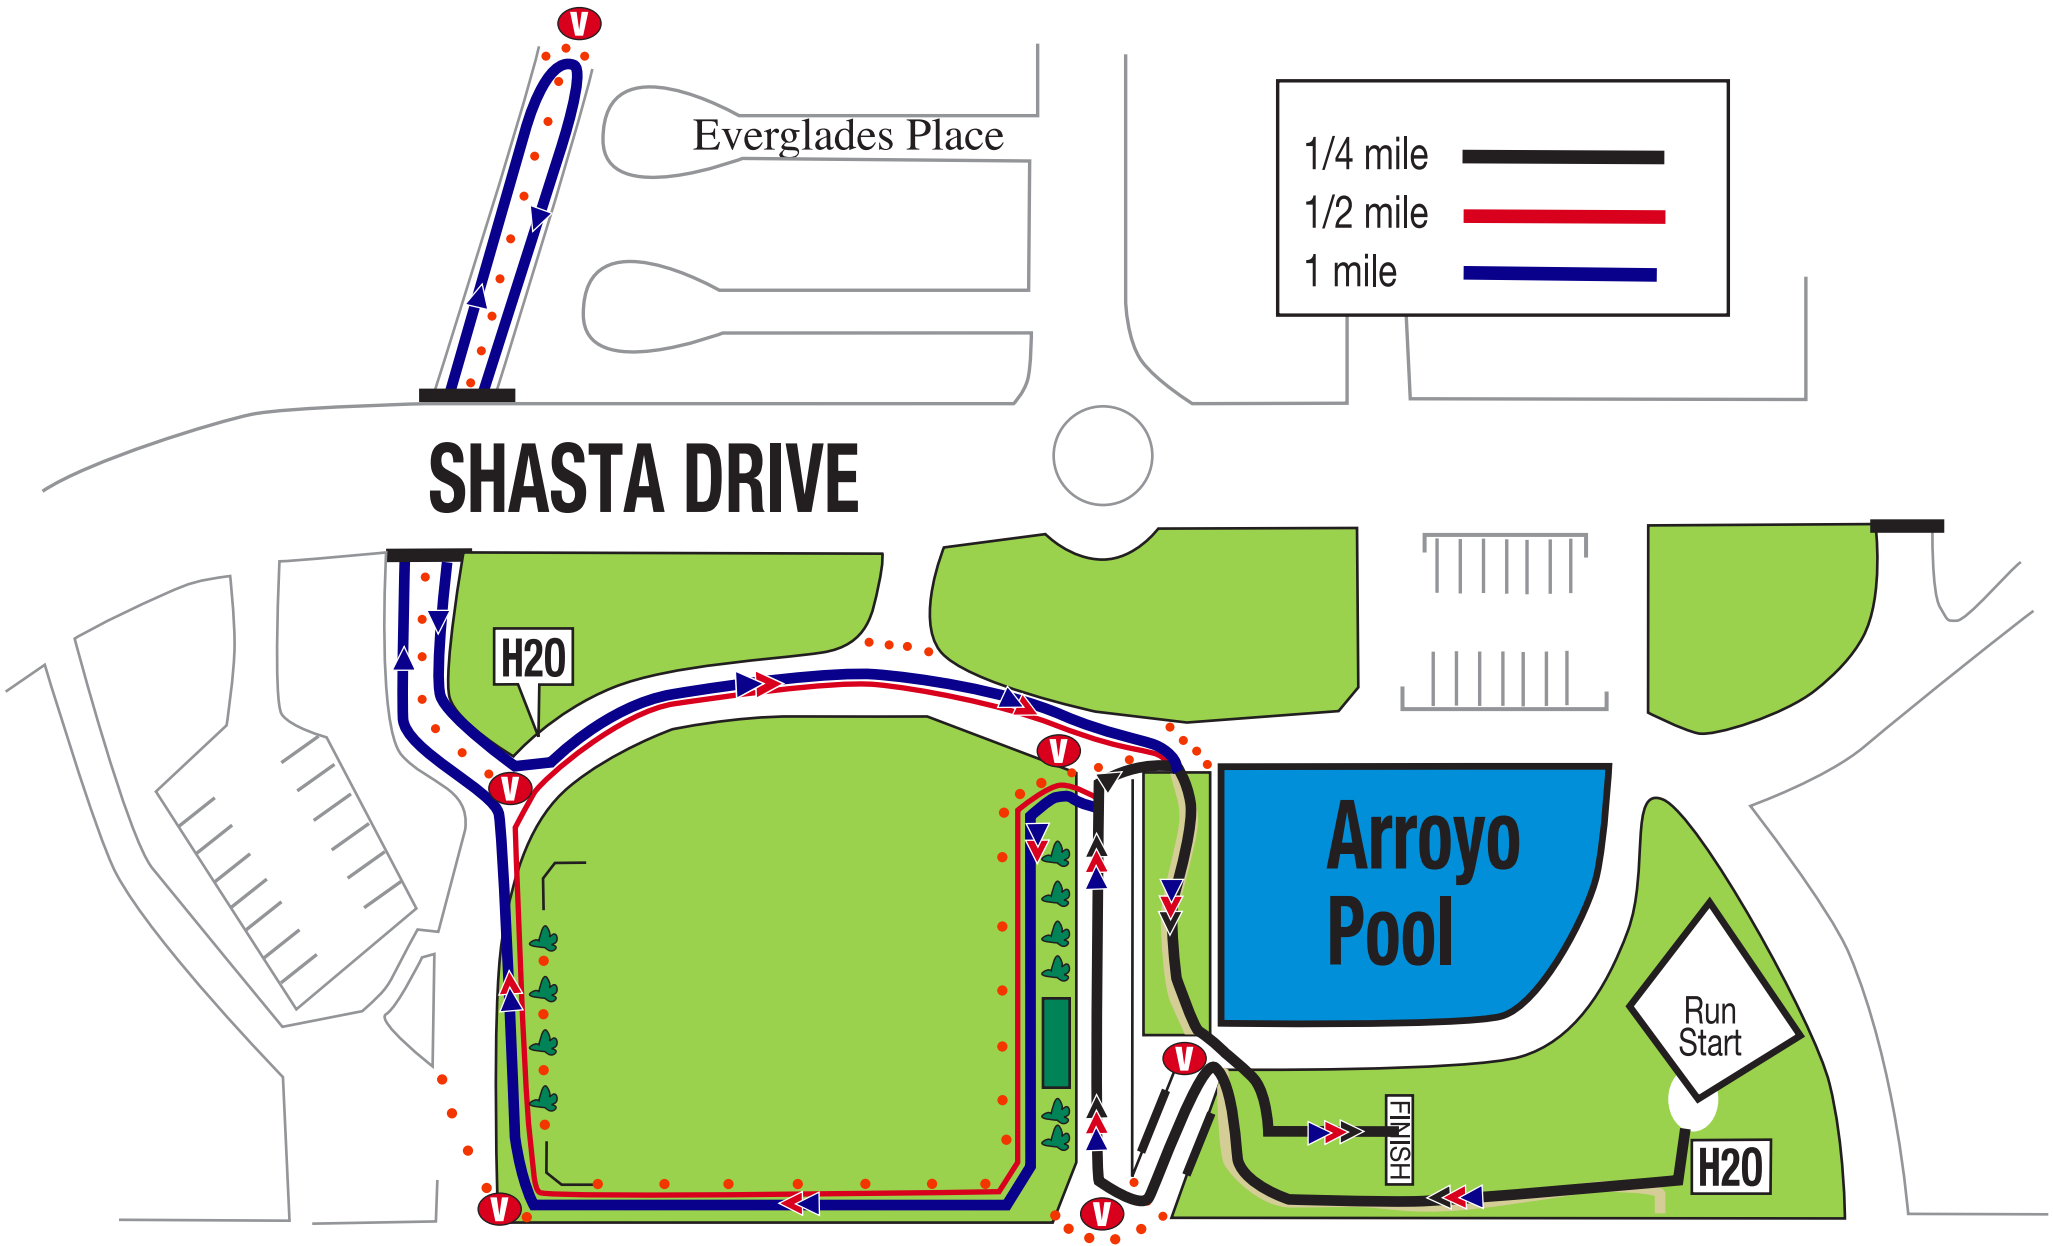 V
Everglades Place
1/4 mile
1/2 mile
1 mile
SHASTA DRIVE
H20
V
V
Arroyo
Pool
Run
Start
V
FINISH
H20
V
V